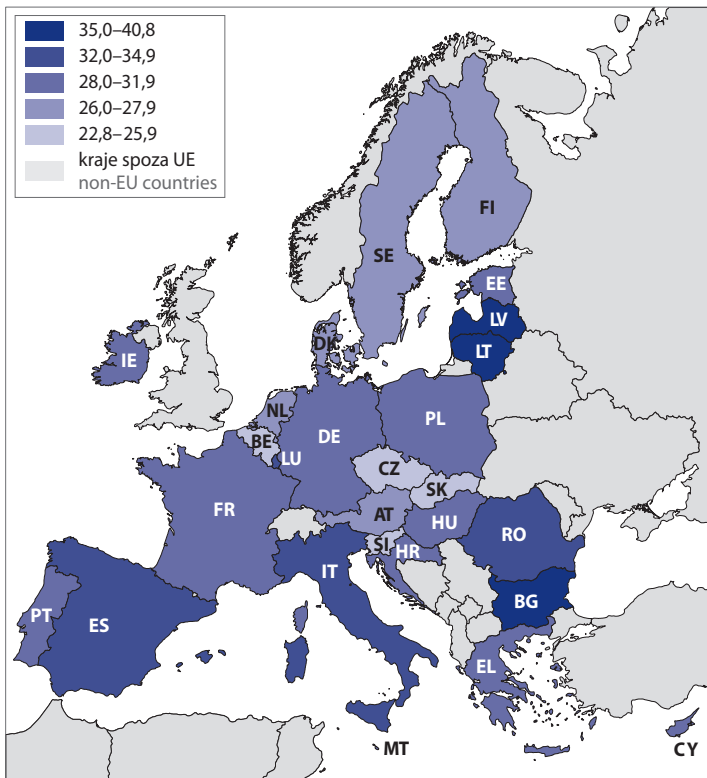 35,0–40,8
32,0–34,9
28,0–31,9
26,0–27,9
22,8–25,9
kraje spoza UE
non-EU countries
FI
SE
EE
LV
DK
LT
IE
NL
PL
DE
BE
LU
CZ
SK
FR
AT
HU
RO
SI
HR
IT
BG
PT
ES
EL
MT
CY